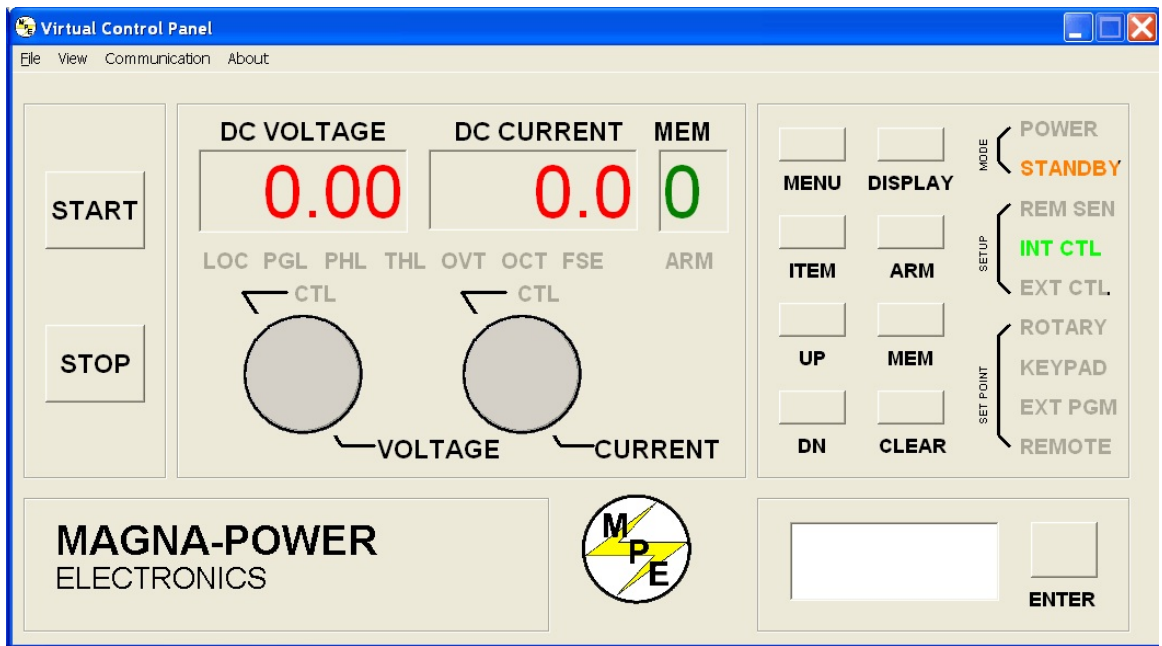 Virtual Control Panel
File View Communication About
START
STOP
DC VOLTAGE DC CURRENT MEM
0.00 0.0 0
LOC PGL PHL THL OVT OCT FSE ARM
CTL CTL
VOLTAGE CURRENT
MENU DISPLAY
ITEM ARM
UP MEM
DN CLEAR
MODE
POWER
STANDBY
SETUP
REM SEN
INT CTL
EXT CTL
SET POINT
ROTARY
KEYPAD
EXT PGM
REMOTE
MAGNA-POWER
ELECTRONICS
MPE
ENTER